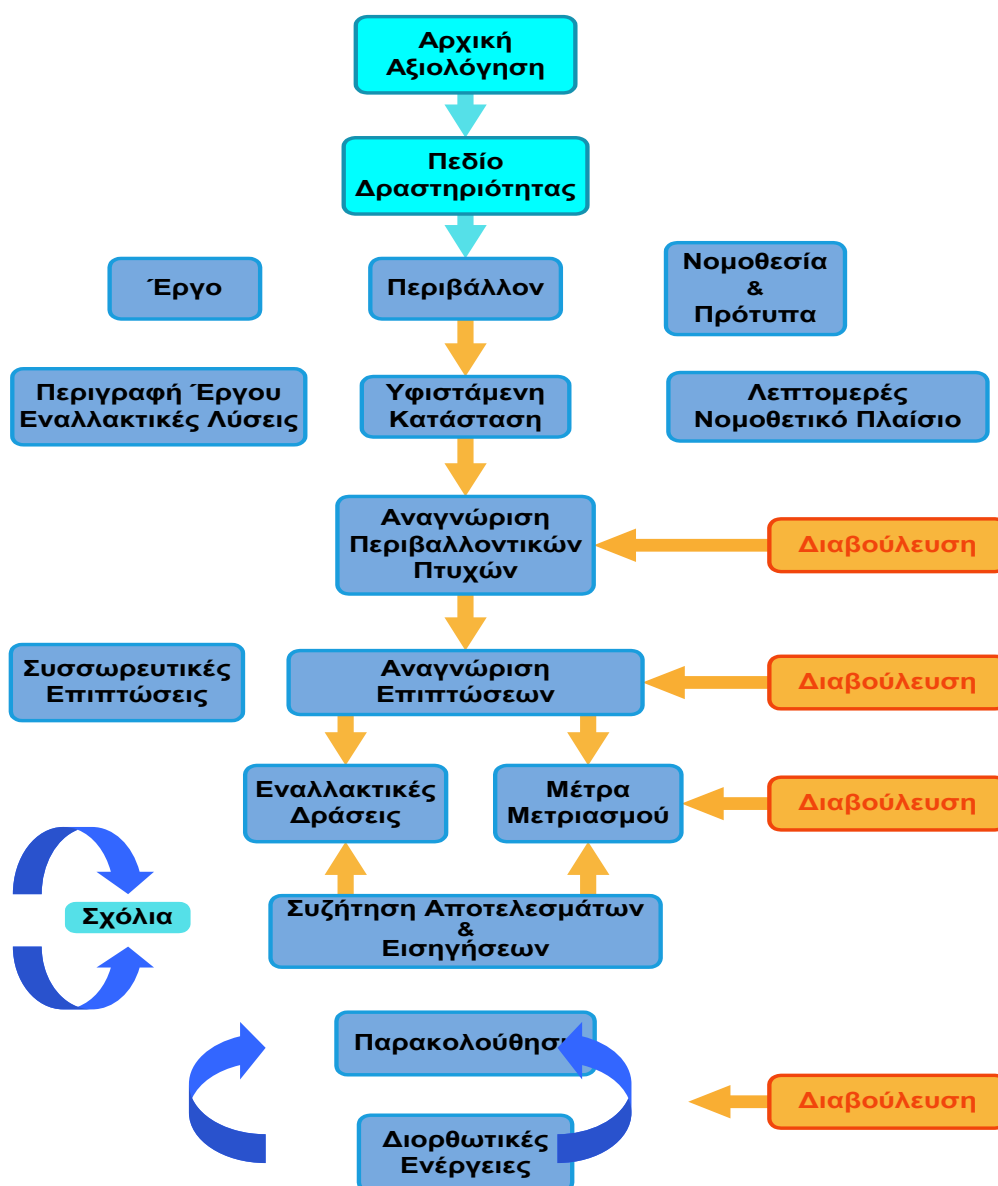 Αρχική
Αξιολόγηση
Πεδίο
Δραστηριότητας
Έργο
Περιβάλλον
Νομοθεσία
&
Πρότυπα
Περιγραφή Έργου
Εναλλακτικές Λύσεις
Υφιστάμενη
Κατάσταση
Λεπτομερές
Νομοθετικό Πλαίσιο
Αναγνώριση
Περιβαλλοντικών
Πτυχών
Διαβούλευση
Συσσωρευτικές
Επιπτώσεις
Αναγνώριση
Επιπτώσεων
Διαβούλευση
Εναλλακτικές
Δράσεις
Μέτρα
Μετριασμού
Διαβούλευση
Σχόλια
Συζήτηση Αποτελεσμάτων
&
Εισηγήσεων
Παρακολούθηση
Διαβούλευση
Διορθωτικές
Ενέργειες